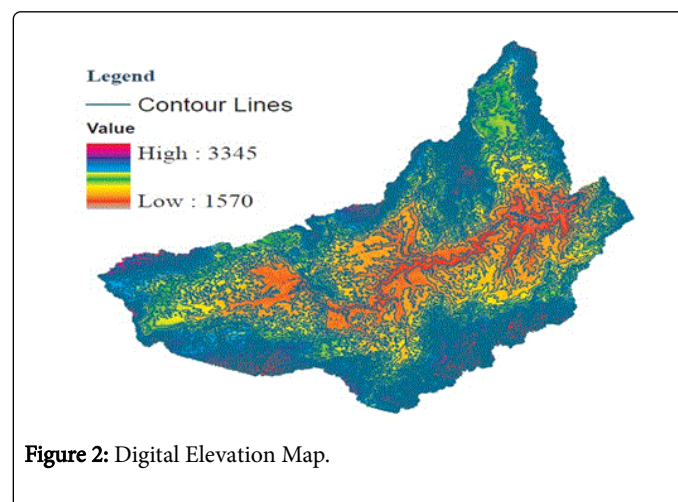 Legend
Contour Lines
Value
High : 3345
Low : 1570
Figure 2: Digital Elevation Map.